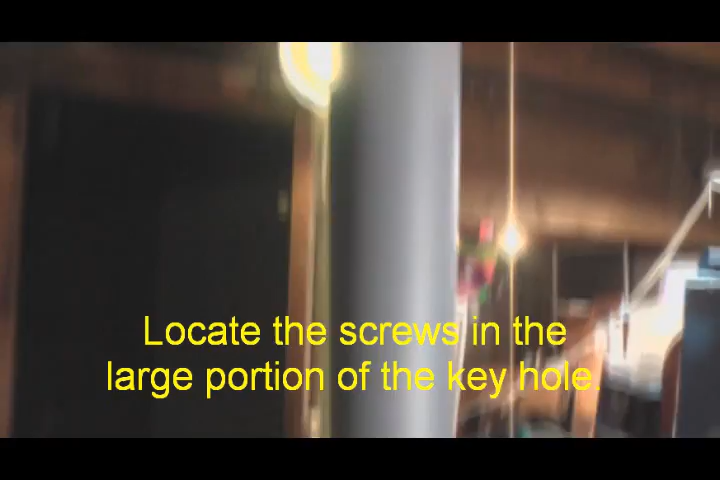 Locate the screws in the
large portion of the key hole.